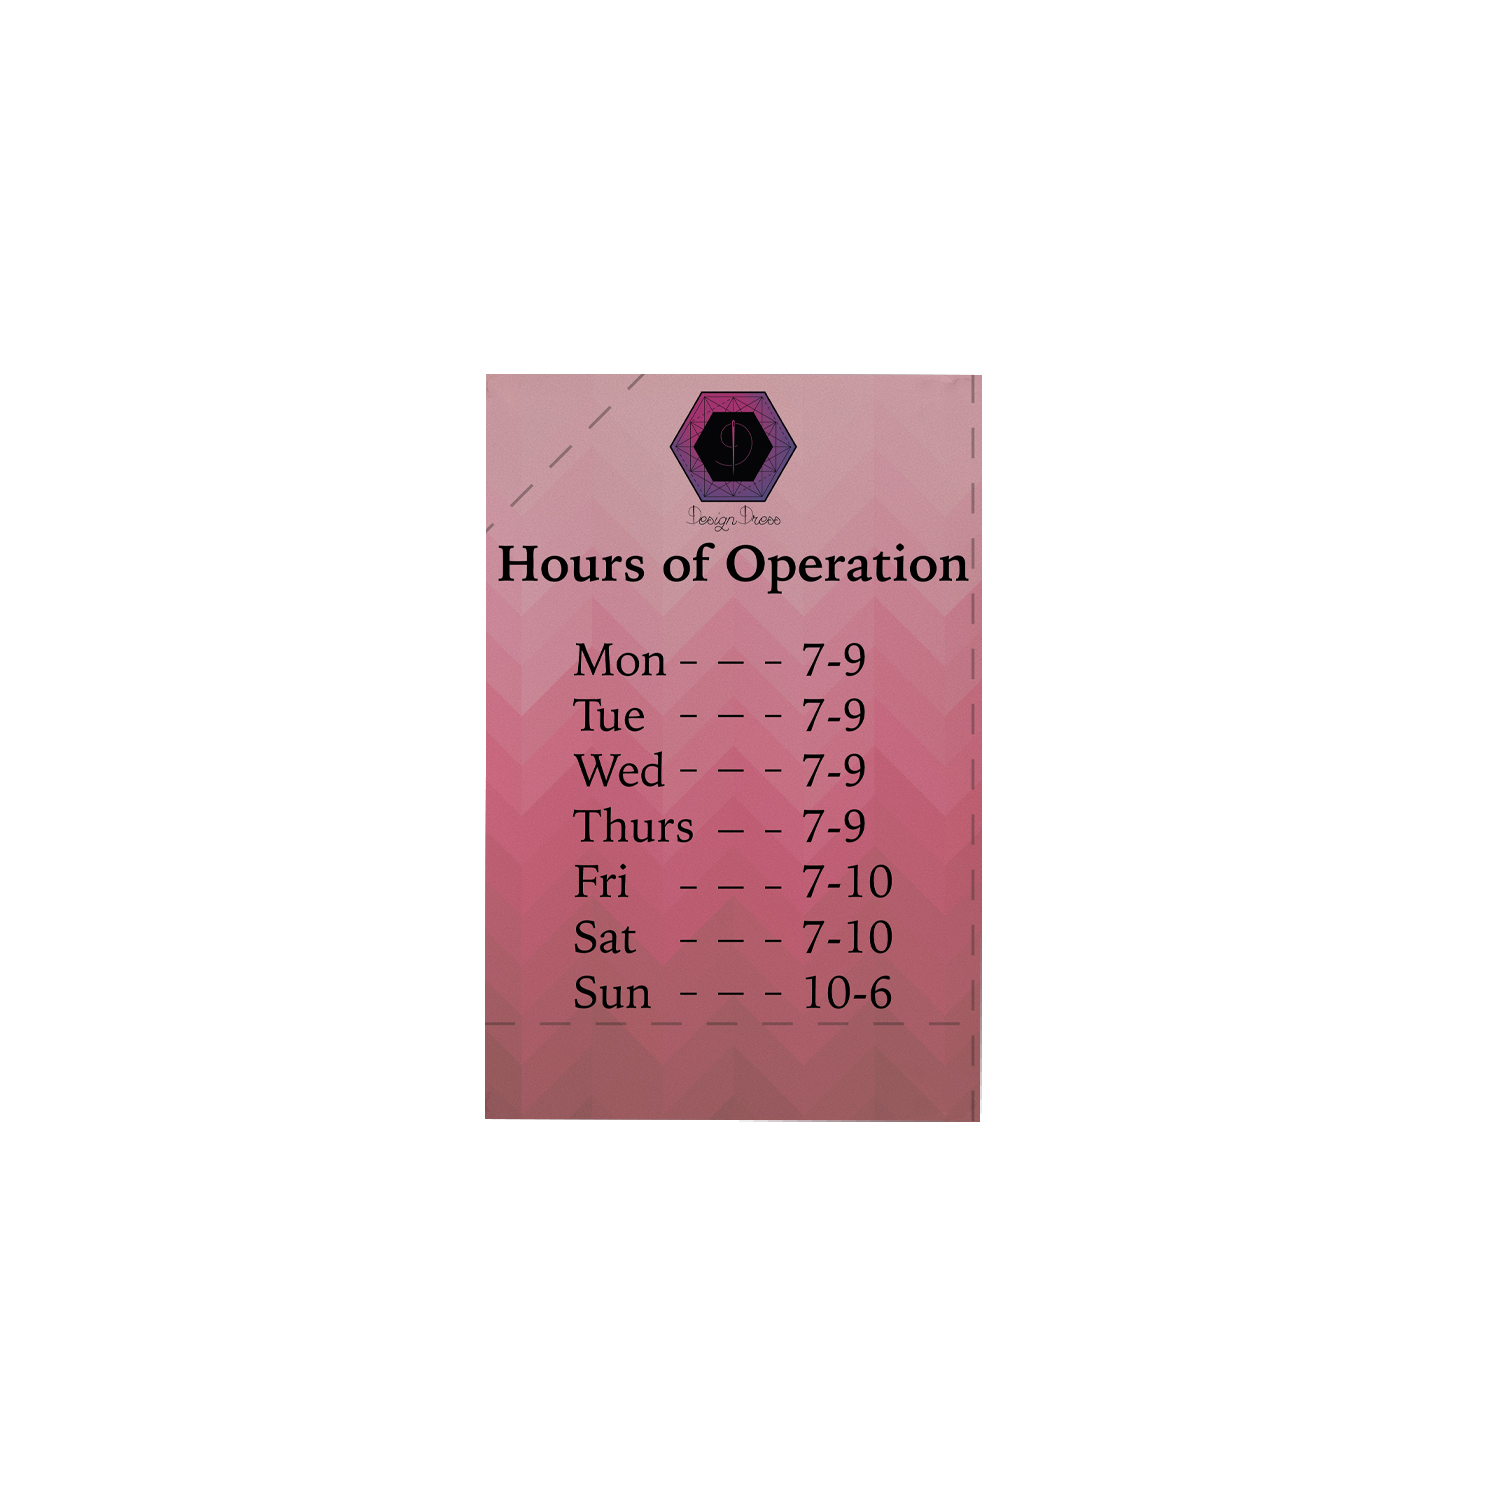 Design Dress
Hours of Operation
Mon - – - 7-9
Tue - – - 7-9
Wed - – - 7-9
Thurs – - 7-9
Fri - – - 7-10
Sat - – - 7-10
Sun - – - 10-6